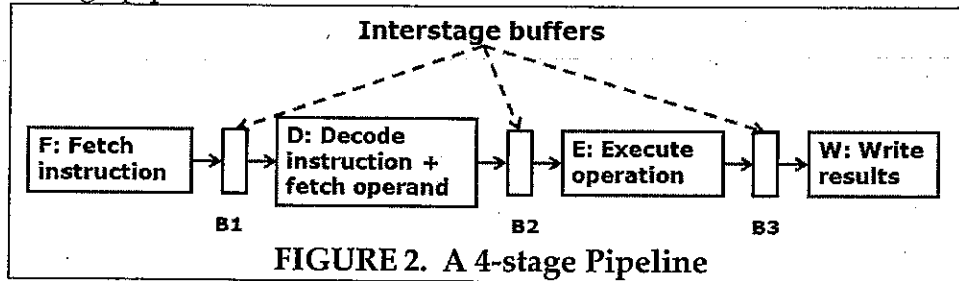 Interstage buffers
F: Fetch
instruction
D: Decode
instruction +
fetch operand
E: Execute
operation
W: Write
results
B1
B2
B3
FIGURE 2. A 4-stage Pipeline